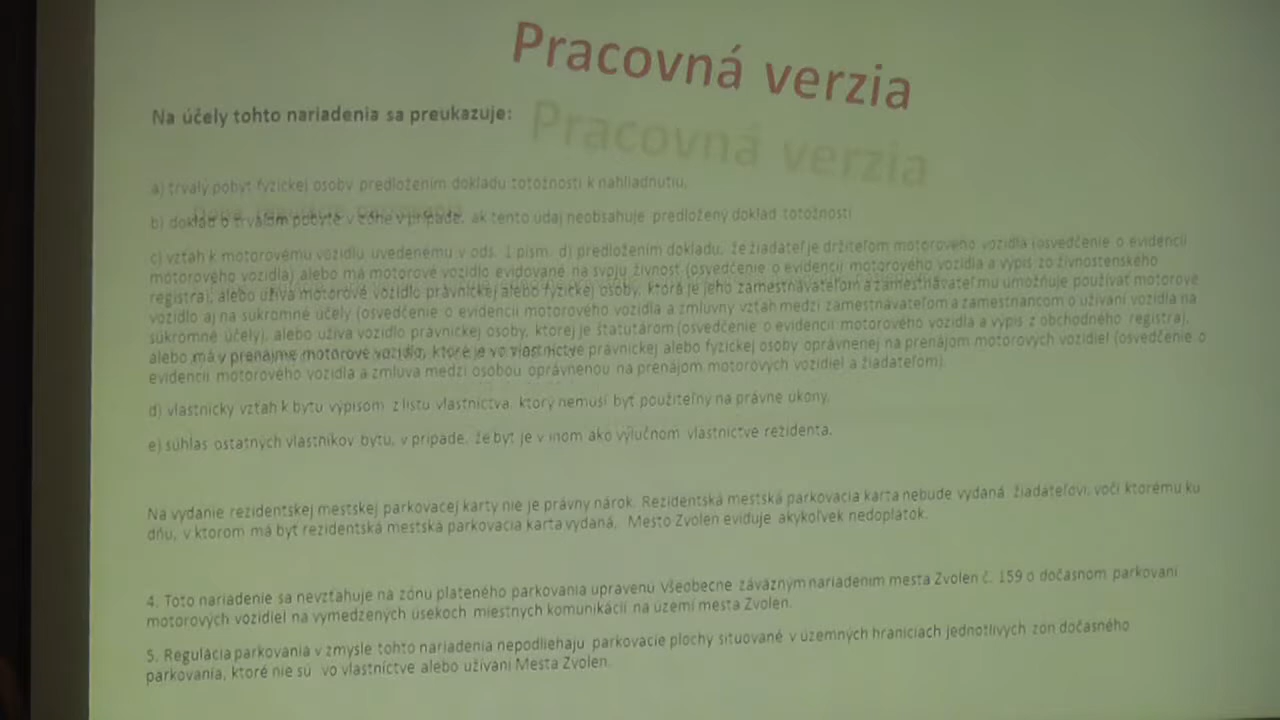 Pracovná verzia
Na účely tohto nariadenia sa preukazuje:
Pracovná verzia
a) trvalý pobyt fyzickej osoby predložením dokladu totožnosti k nahliadnutiu,
b) doklad o trvalom pobyte v zóne v prípade, ak tento údaj neobsahuje predložený doklad totožnosti
c) vzťah k motorovému vozidlu uvedenému v ods. 1 písm. d) predložením dokladu, že žiadateľ je držiteľom motorového vozidla (osvedčenie o evidencii
motorového vozidla) alebo má motorové vozidlo evidované na svoju živnosť (osvedčenie o evidencii motorového vozidla a výpis zo živnostenského
registra), alebo užíva motorové vozidlo právnickej alebo fyzickej osoby, ktorá je jeho zamestnávateľom a zamestnávateľ mu umožňuje používať motorové
vozidlo aj na súkromné účely (osvedčenie o evidencii motorového vozidla a zmluvný vzťah medzi zamestnávateľom a zamestnancom o užívaní vozidla na
súkromné účely), alebo užíva vozidlo právnickej osoby, ktorej je štatutárom (osvedčenie o evidencii motorového vozidla a výpis z obchodného registra),
alebo má v prenájme motorové vozidlo, ktoré je vo vlastníctve právnickej alebo fyzickej osoby oprávnenej na prenájom motorových vozidiel (osvedčenie o
evidencii motorového vozidla a zmluva medzi osobou oprávnenou na prenájom motorových vozidiel a žiadateľom),
d) vlastnícky vzťah k bytu výpisom z listu vlastníctva, ktorý nemusí byť použiteľný na právne úkony,
e) súhlas ostatných vlastníkov bytu, v prípade, že byt je v inom ako výlučnom vlastníctve rezidenta.
Na vydanie rezidentskej mestskej parkovacej karty nie je právny nárok. Rezidentská mestská parkovacia karta nebude vydaná žiadateľovi, voči ktorému ku
dňu, v ktorom má byť rezidentská mestská parkovacia karta vydaná, Mesto Zvolen eviduje akýkoľvek nedoplatok.
4. Toto nariadenie sa nevzťahuje na zónu plateného parkovania upravenú Všeobecne záväzným nariadením mesta Zvolen č. 159 o dočasnom parkovaní
motorových vozidiel na vymedzených úsekoch miestnych komunikácií na území mesta Zvolen.
5. Regulácia parkovania v zmysle tohto nariadenia nepodliehajú parkovacie plochy situované v územných hraniciach jednotlivých zón dočasného
parkovania, ktoré nie sú vo vlastníctve alebo užívaní Mesta Zvolen.